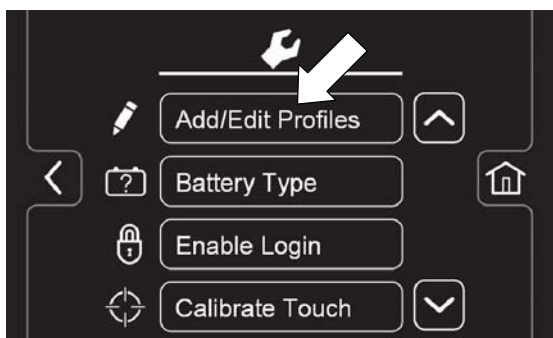 Add/Edit Profiles
? Battery Type
Enable Login
Calibrate Touch